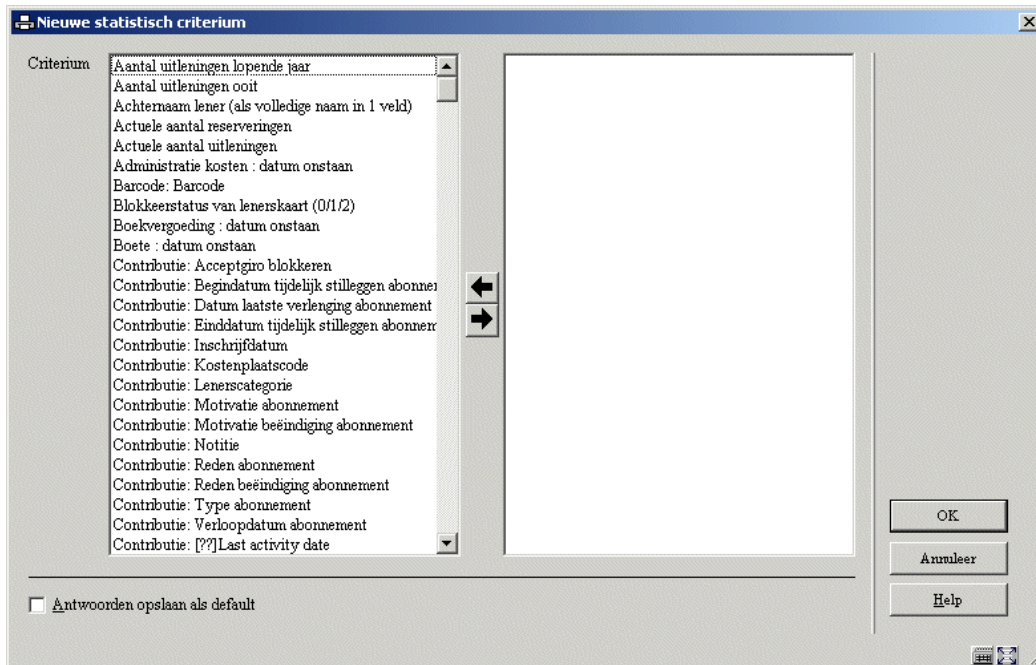 Nieuwe statistisch criterium
Criterium
Aantal uitleningen lopende jaar
Aantal uitleningen ooit
Achternaam lener (als volledige naam in 1 veld)
Actuele aantal reserveringen
Actuele aantal uitleningen
Administratie kosten : datum onstaan
Barcode: Barcode
Blokkeerstatus van lenerskaart (0/1/2)
Boekvergoeding : datum onstaan
Boete : datum onstaan
Contributie: Acceptgiro blokkeren
Contributie: Begindatum tijdelijk stilleggen abonner
Contributie: Datum laatste verlenging abonnement
Contributie: Einddatum tijdelijk stilleggen abonnem
Contributie: Inschrijfdatum
Contributie: Kostenplaatscode
Contributie: Lenerscategorie
Contributie: Motivatie abonnement
Contributie: Motivatie beëindiging abonnement
Contributie: Notitie
Contributie: Reden abonnement
Contributie: Reden beëindiging abonnement
Contributie: Type abonnement
Contributie: Verloopdatum abonnement
Contributie: [??]Last activity date
OK
Annuleer
Help
Antwoorden opslaan als default